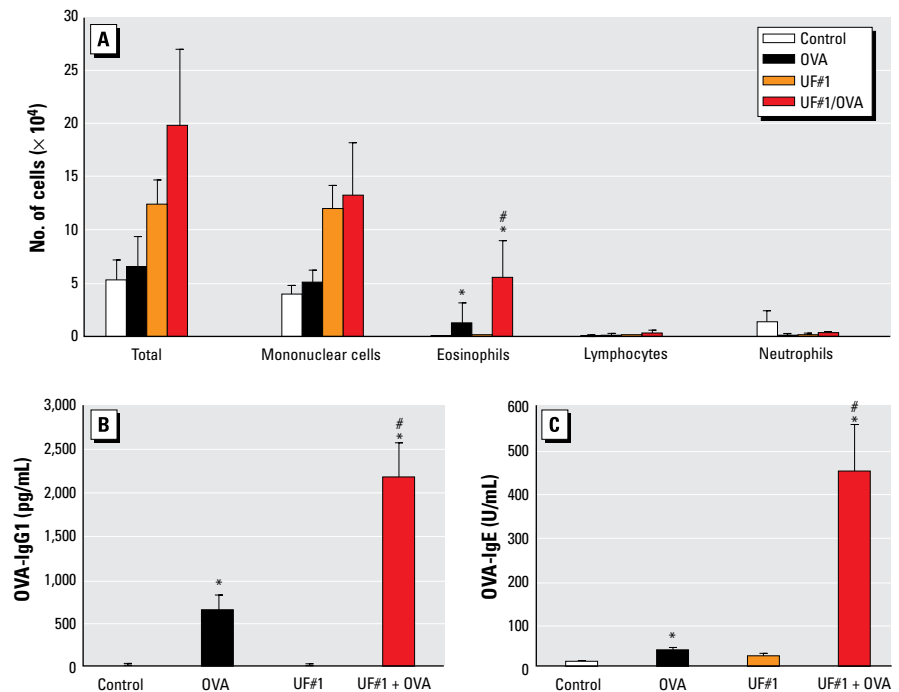 A
No. of cells (× 10⁴)
30
25
20
15
10
5
0
Control
OVA
UF#1
UF#1/OVA
#
*
*
Total
Mononuclear cells
Eosinophils
Lymphocytes
Neutrophils
B
OVA-IgG1 (pg/mL)
3,000
2,500
2,000
1,500
1,000
500
0
*
#
*
Control
OVA
UF#1
UF#1 + OVA
C
OVA-IgE (U/mL)
600
500
400
300
200
100
0
*
#
*
Control
OVA
UF#1
UF#1 + OVA